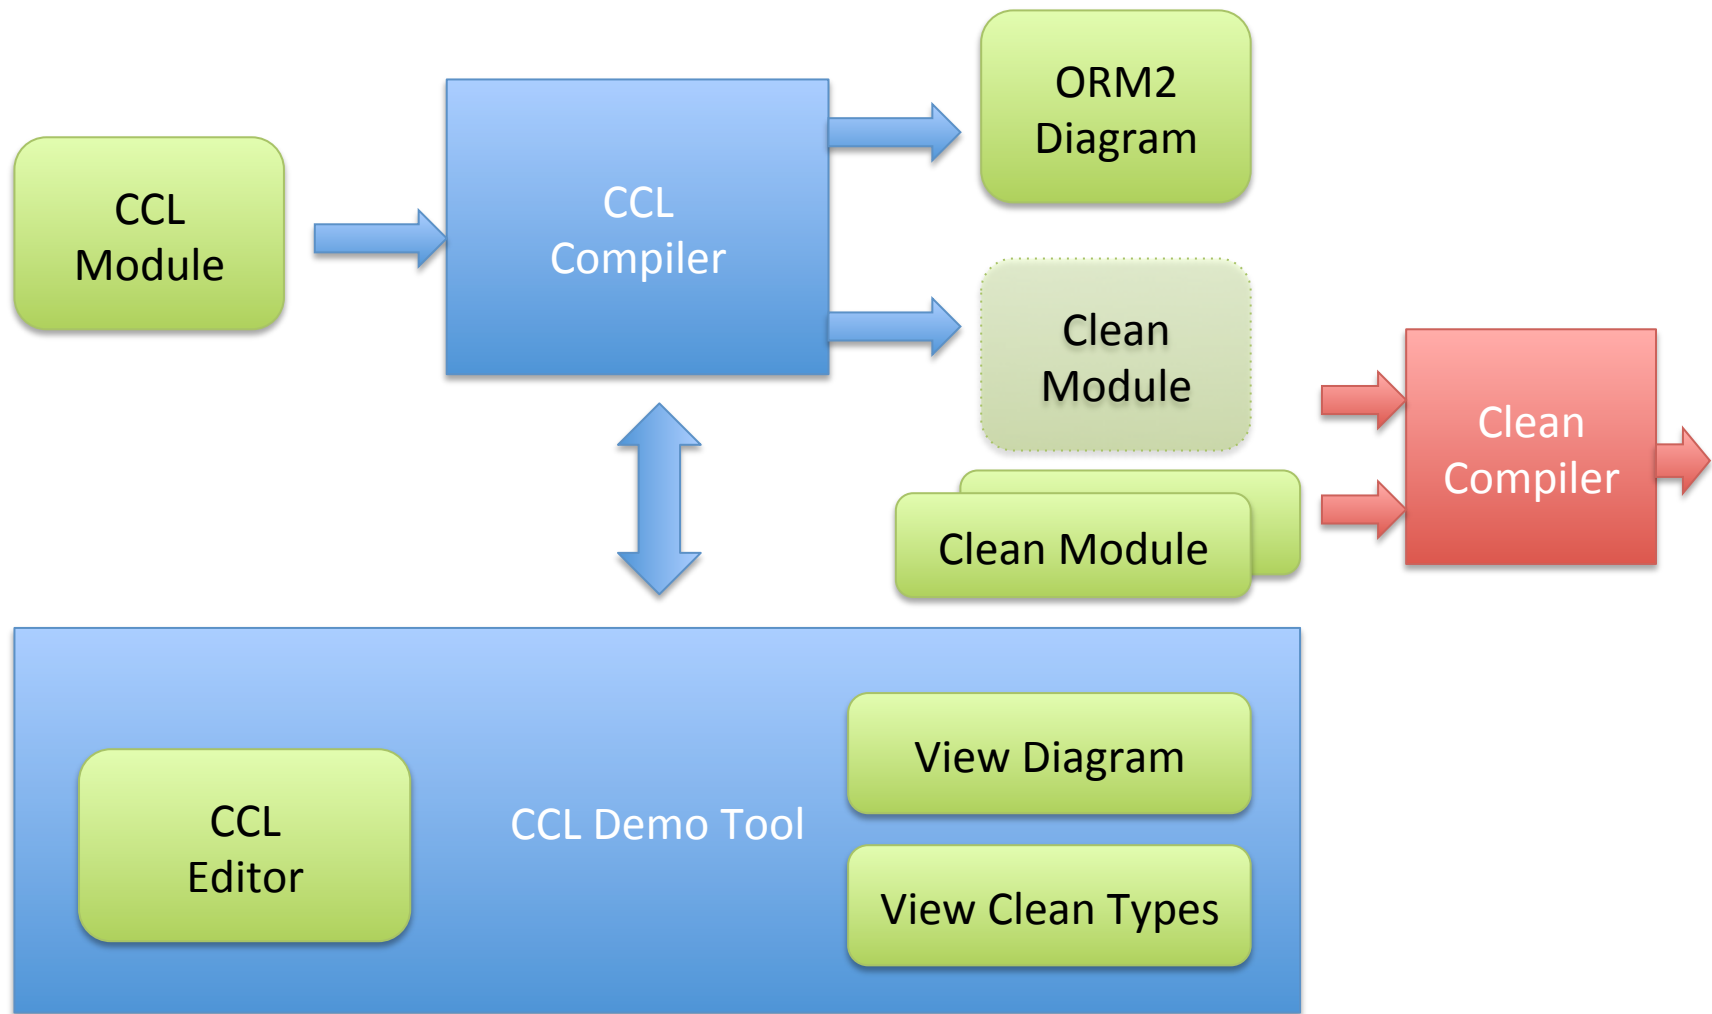 CCL
Module
CCL
Compiler
ORM2
Diagram
Clean
Module
Clean Module
Clean
Compiler
CCL
Editor
CCL Demo Tool
View Diagram
View Clean Types